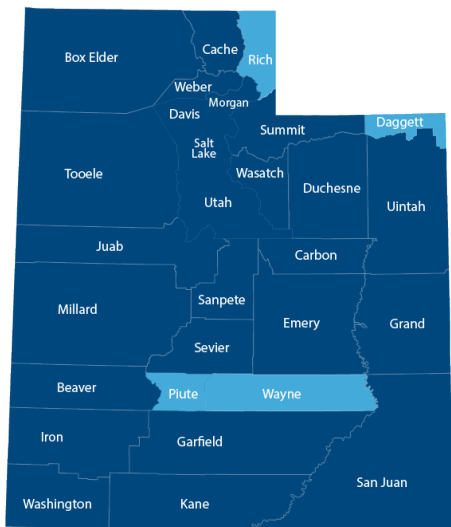 Cache
Rich
Box Elder
Weber
Morgan
Davis
Daggett
Summit
Salt
Lake
Wasatch
Tooele
Duchesne
Utah
Uintah
Juab
Carbon
Sanpete
Millard
Emery
Grand
Sevier
Beaver
Piute
Wayne
Iron
Garfield
San Juan
Washington
Kane